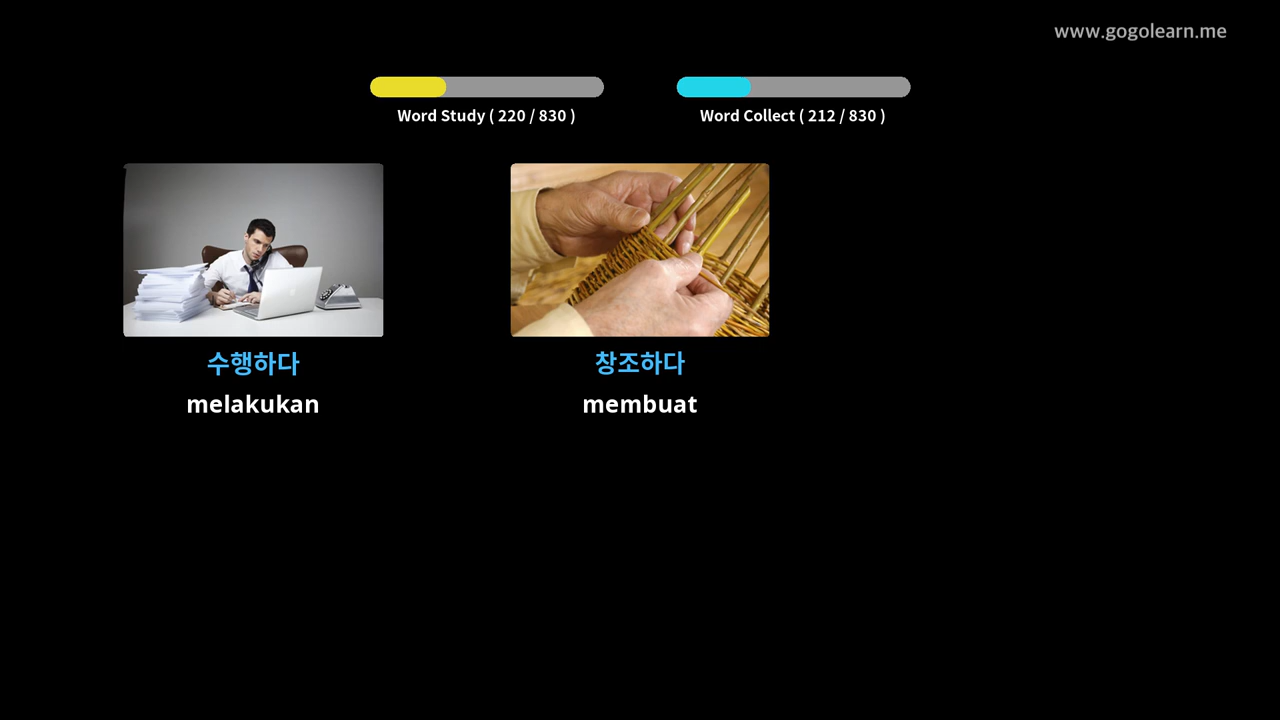 www.gogolearn.me
Word Study ( 220 / 830 )
Word Collect ( 212 / 830 )
수행하다
melakukan
창조하다
membuat